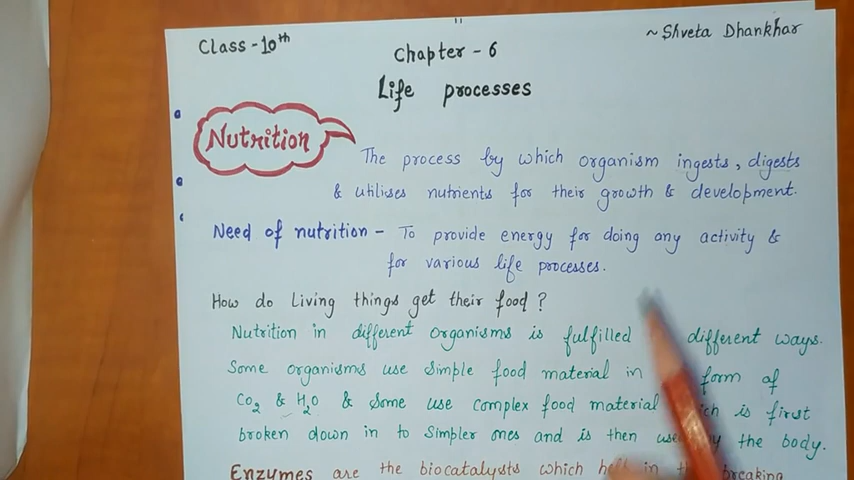 Class-10th
~ Shveta Dhankhar
Chapter - 6
Life processes
Nutrition
The process by which organism ingests, digests
& utilises nutrients for their growth & development.
Need of nutrition - To provide energy for doing any activity &
for various life processes.
How do Living things get their food ?
Nutrition in different Organisms is fulfilled different ways.
Some organisms use Simple food material in form of
Co2 & H2O & Some use complex food material is first
broken down in to Simpler ones and is then the body.
Enzymes are the biocatalysts which in breaking